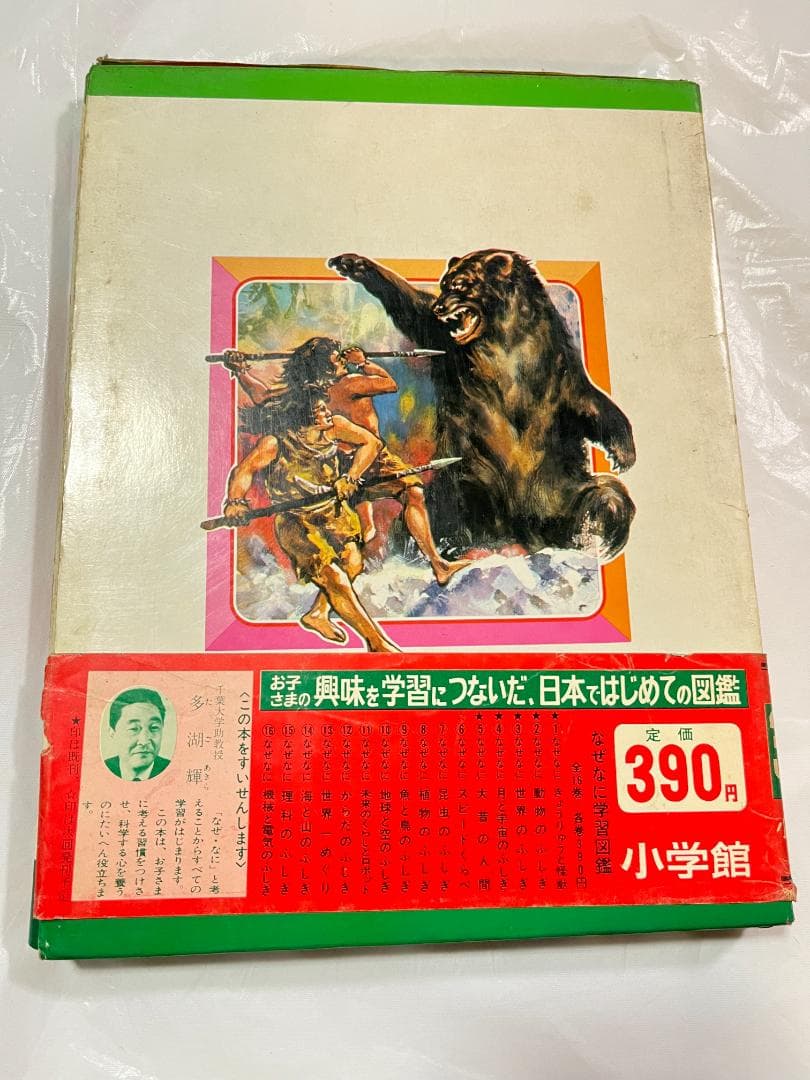 お子さまの興味を学習につないだ、日本ではじめての図鑑
定価
390円
小学館
なぜなに学習図鑑
全16巻 各巻390円
★1なぜなに きょうりゅうと怪獣
★2なぜなに 動物のふしぎ
★3なぜなに 世界のふしぎ
★4なぜなに 月と宇宙のふしぎ
★5なぜなに 大昔の人間
☆6なぜなに スピードくらべ
7なぜなに 昆虫のふしぎ
8なぜなに 植物のふしぎ
9なぜなに 魚と鳥のふしぎ
⑩なぜなに 地球と空のふしぎ
⑪なぜなに 未来のくらしとロボット
⑫なぜなに からだのふしぎ
⑬なぜなに 世界一めぐり
⑭なぜなに 海と山のふしぎ
⑮なぜなに 理科のふしぎ
⑯なぜなに 機械と電気のふしぎ
〈この本をすいせんします〉
千葉大学助教授
多湖輝
たごあきら
「なぜ・なに」と考
えることからすべての
学習がはじまります
この本は、お子さま
に考える習慣をつけさ
せ、科学する心を養う
のにたいへん役立ちま
す。
★印は既刊